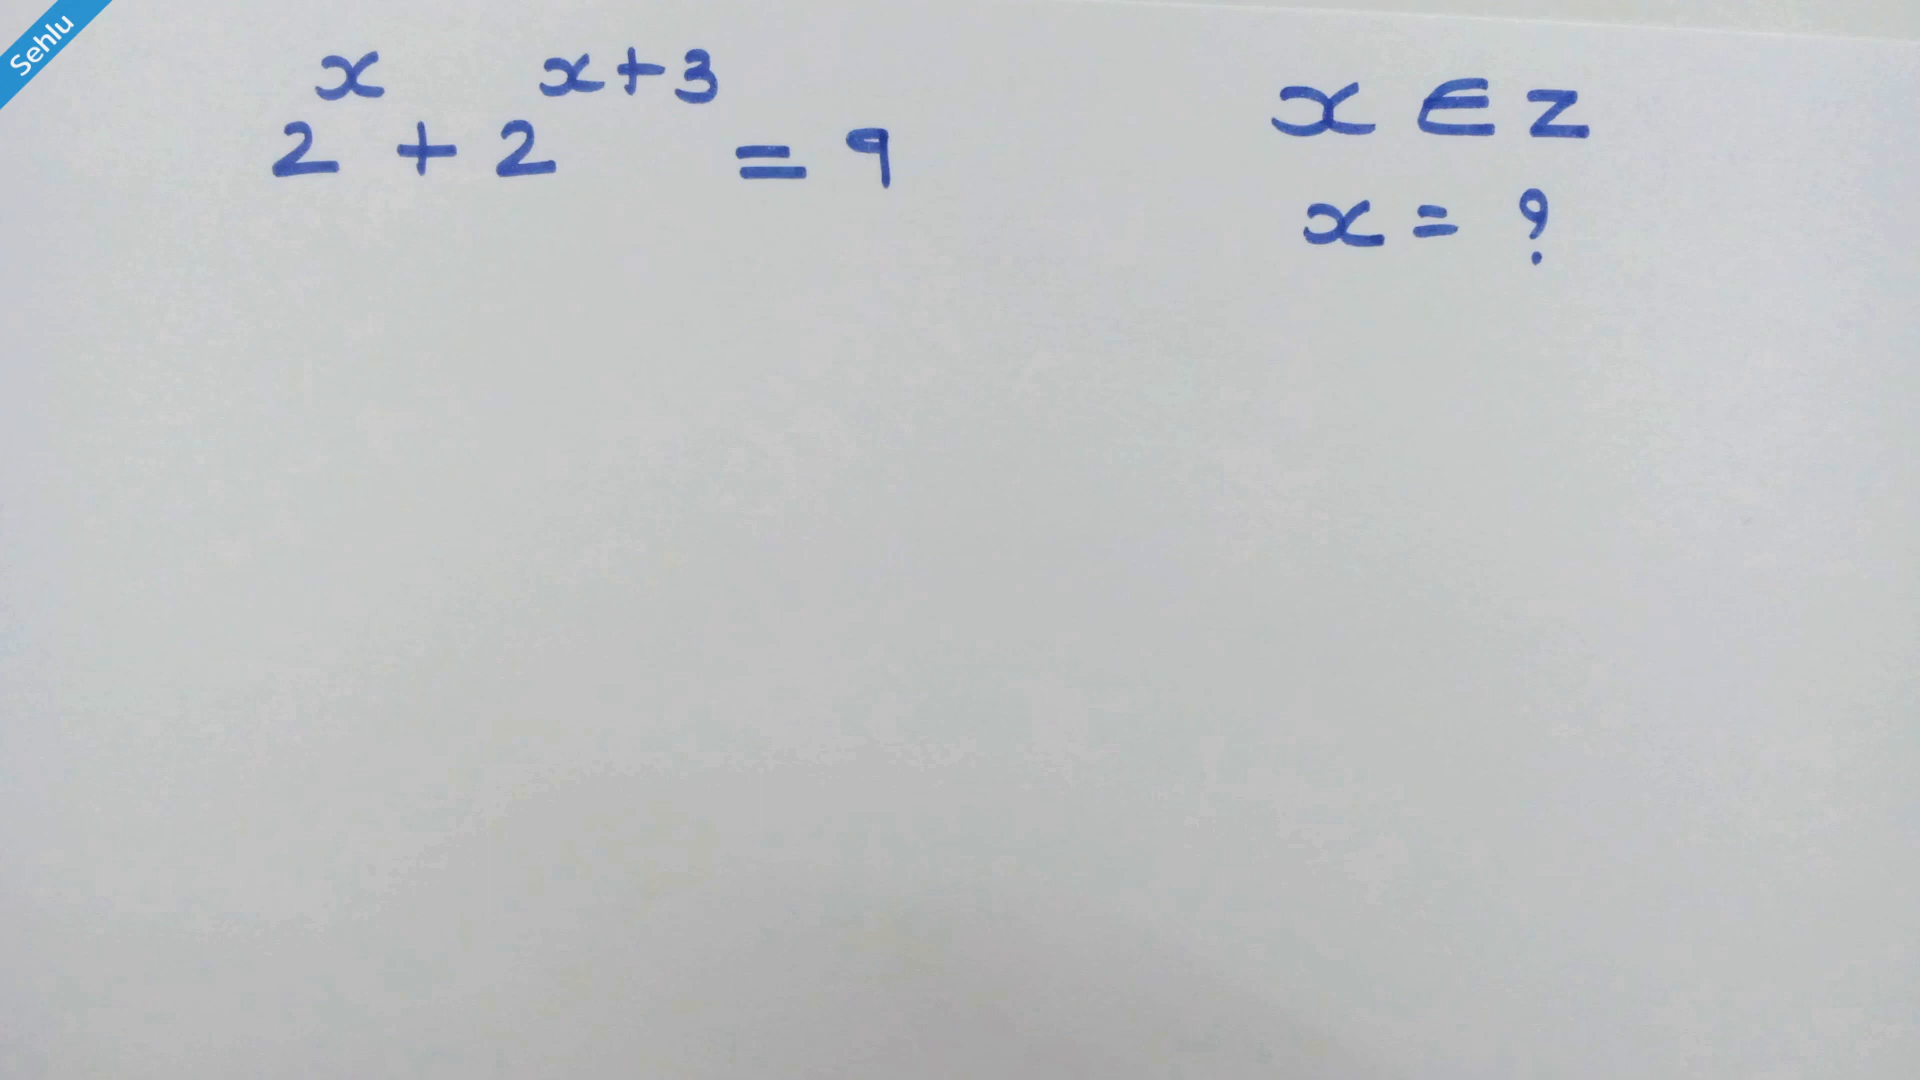 Sehlu
2^x + 2^(x+3) = 9
x ∈ Z
x = ?